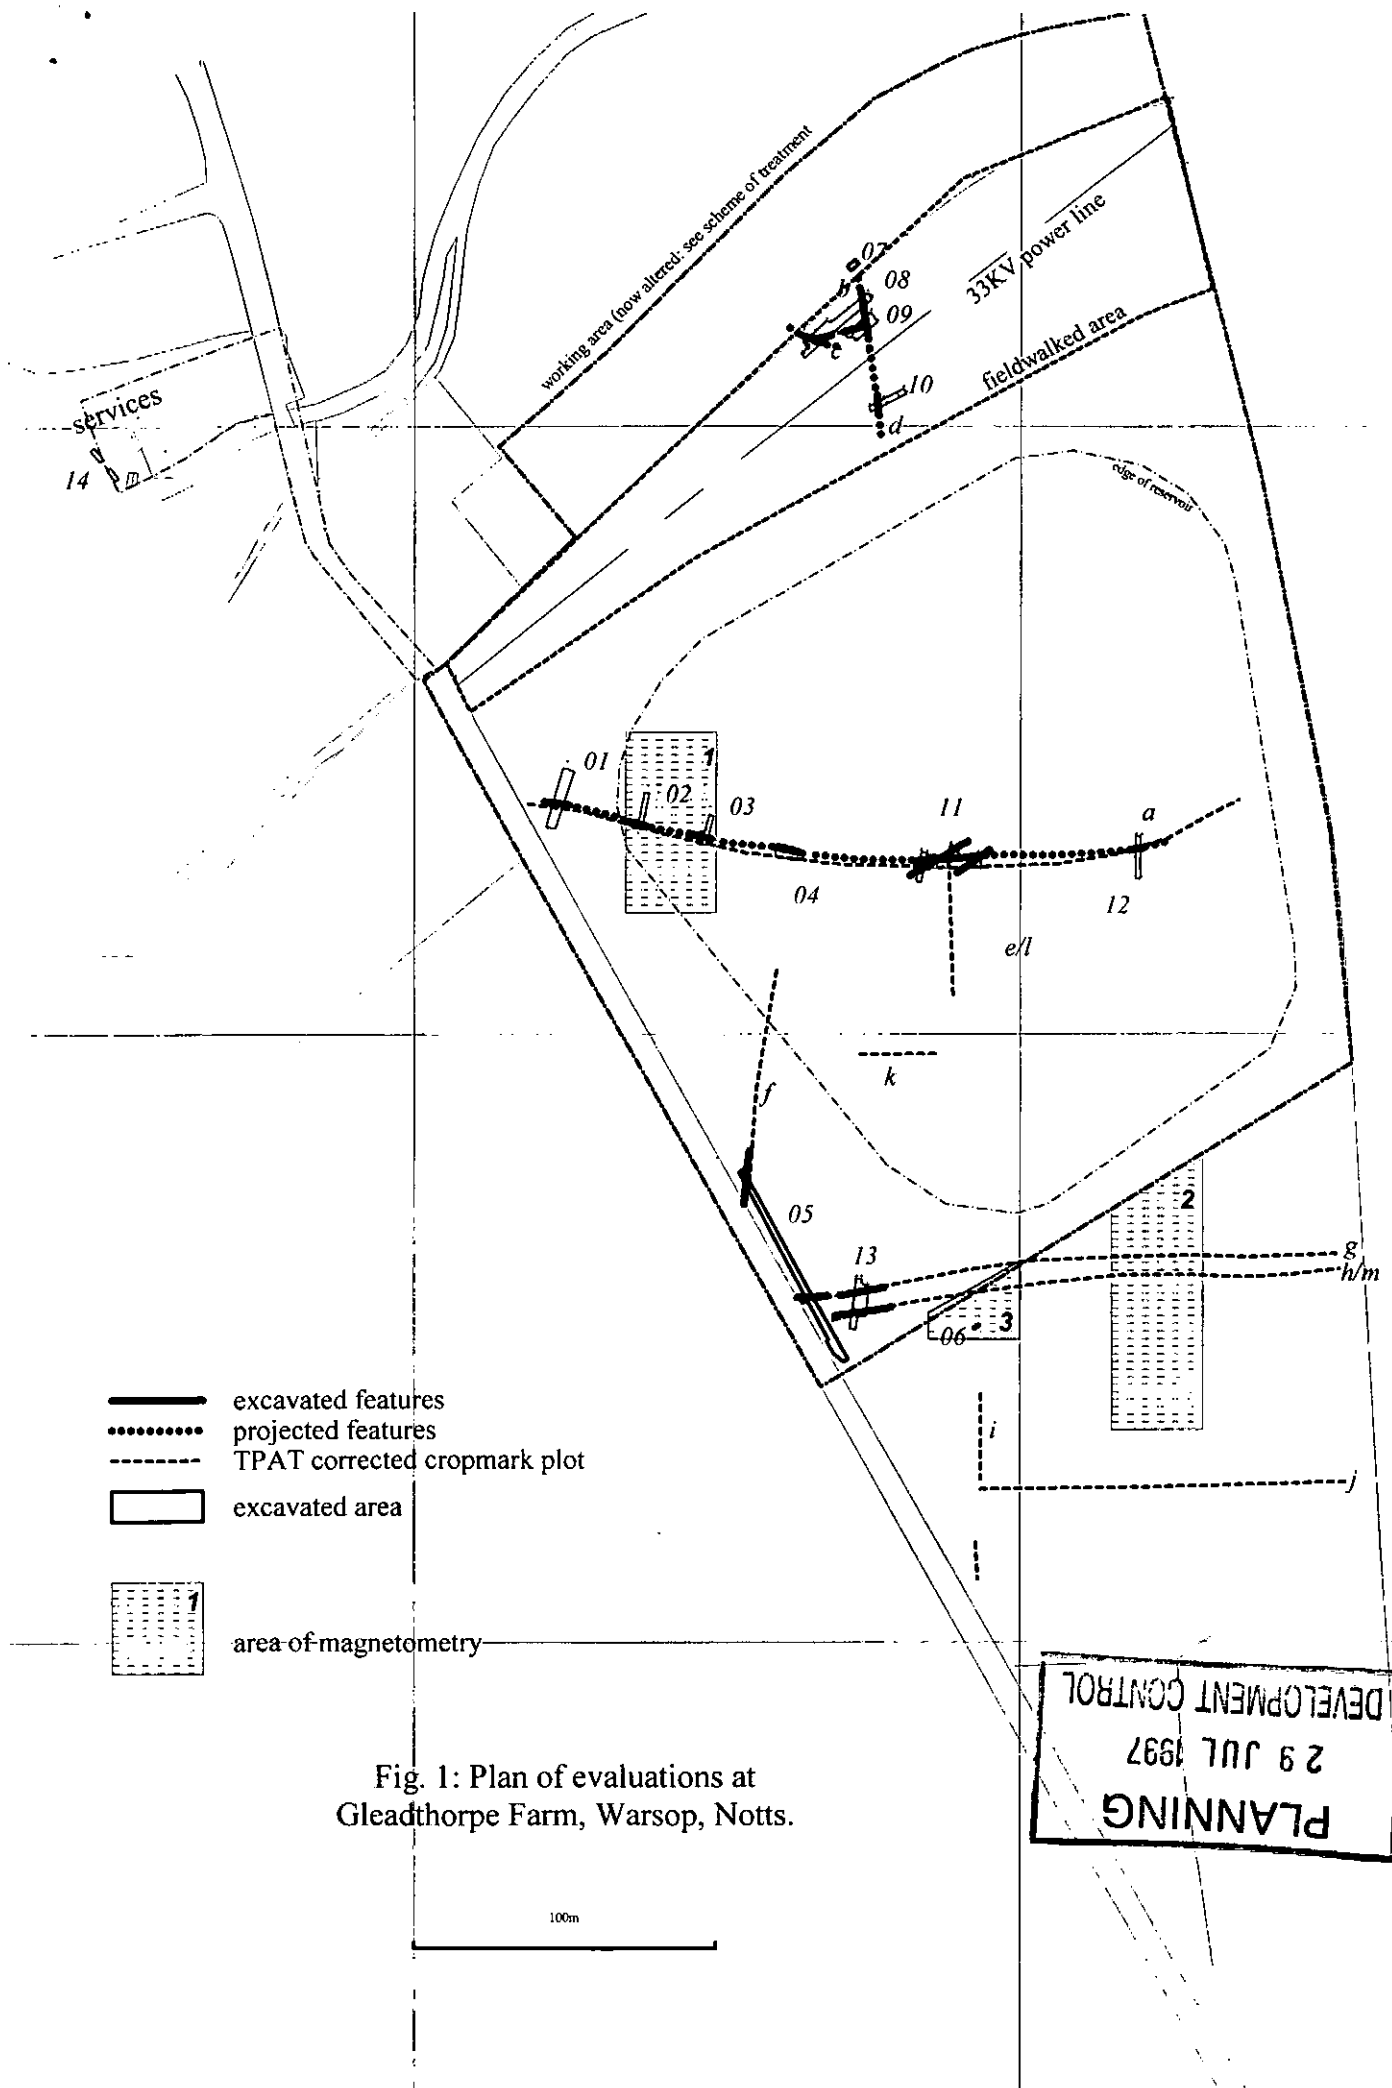 working area (now altered: see scheme of treatment
07
b
08
09
c
33KV power line
fieldwalked area
10
d
services
14
edge of reservoir
01
1
02
03
11
a
04
12
e/l
k
f
05
2
13
g
h/m
06
3
i
j
excavated features
projected features
TPAT corrected cropmark plot
excavated area
1
area of magnetometry
Fig. 1: Plan of evaluations at
Gleadthorpe Farm, Warsop, Notts.
100m
PLANNING
29 JUL 1997
DEVELOPMENT CONTROL